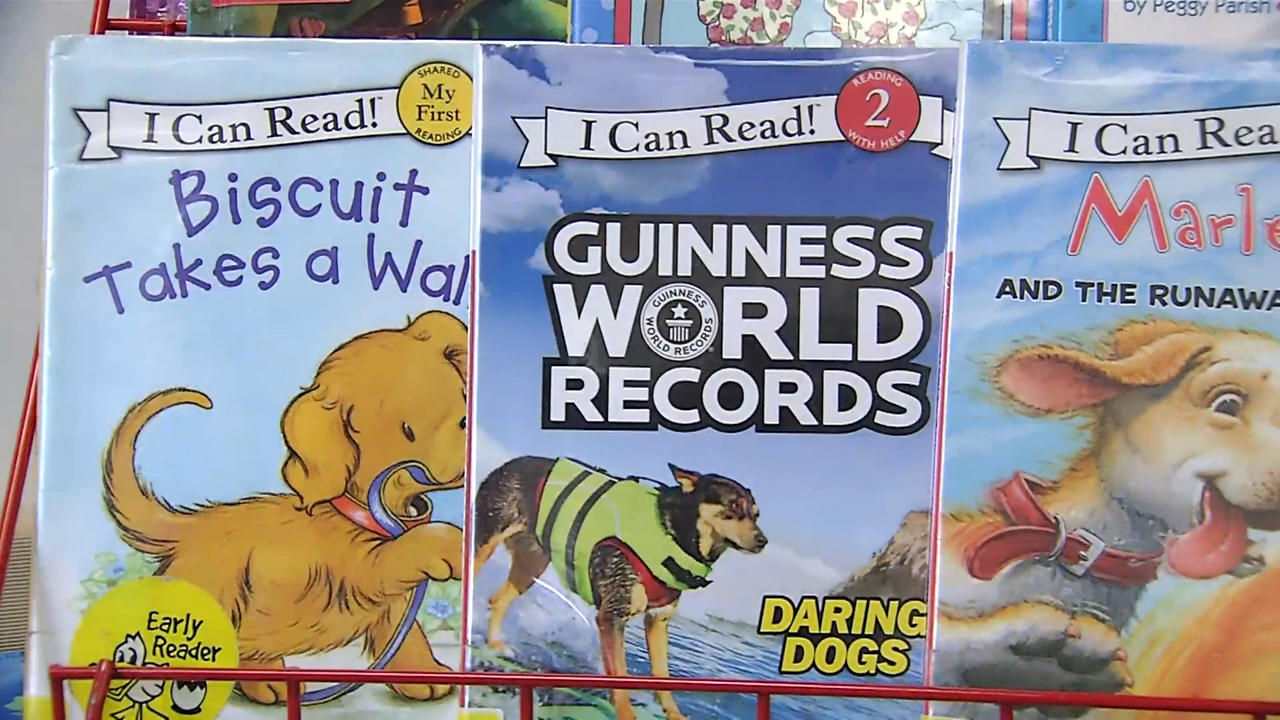 by Peggy Parish
I Can Read!
SHARED
My
First
READING
Biscuit
Takes a Wal
Early
Reader
I Can Read!
READING
2
WITH HELP
GUINNESS
WORLD
RECORDS
GUINNESS
WORLD RECORDS
DARING
DOGS
I Can Rea
Marle
AND THE RUNAWA